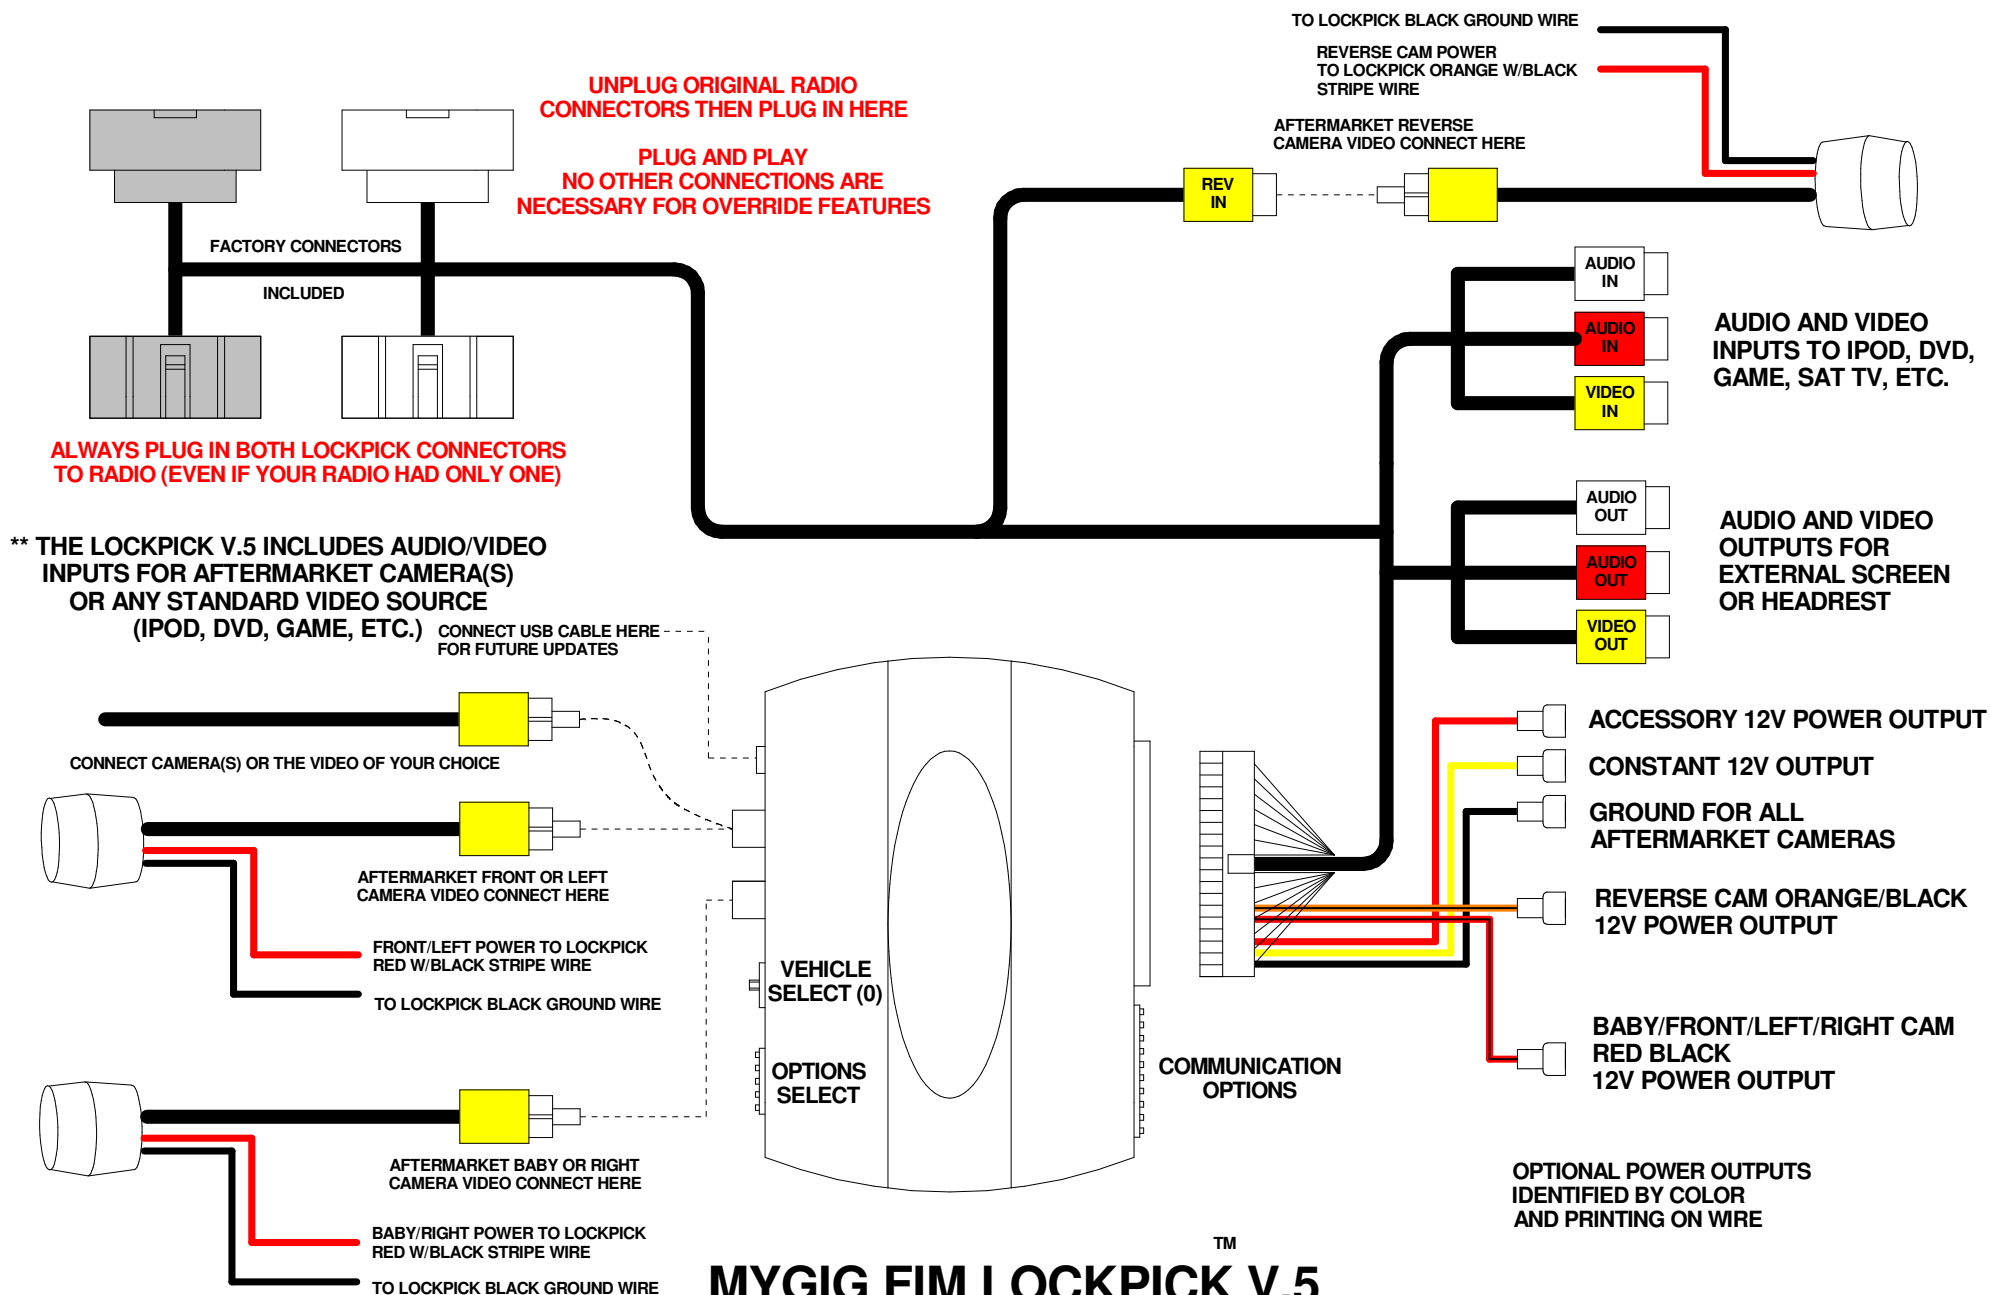 TO LOCKPICK BLACK GROUND WIRE
REVERSE CAM POWER
TO LOCKPICK ORANGE W/BLACK
STRIPE WIRE
UNPLUG ORIGINAL RADIO
CONNECTORS THEN PLUG IN HERE
PLUG AND PLAY
NO OTHER CONNECTIONS ARE
NECESSARY FOR OVERRIDE FEATURES
AFTERMARKET REVERSE
CAMERA VIDEO CONNECT HERE
REV
IN
FACTORY CONNECTORS
INCLUDED
AUDIO
IN
AUDIO
IN
VIDEO
IN
AUDIO AND VIDEO
INPUTS TO IPOD, DVD,
GAME, SAT TV, ETC.
ALWAYS PLUG IN BOTH LOCKPICK CONNECTORS
TO RADIO (EVEN IF YOUR RADIO HAD ONLY ONE)
AUDIO
OUT
AUDIO
OUT
VIDEO
OUT
AUDIO AND VIDEO
OUTPUTS FOR
EXTERNAL SCREEN
OR HEADREST
** THE LOCKPICK V.5 INCLUDES AUDIO/VIDEO
INPUTS FOR AFTERMARKET CAMERA(S)
OR ANY STANDARD VIDEO SOURCE
(IPOD, DVD, GAME, ETC.)
CONNECT USB CABLE HERE
FOR FUTURE UPDATES
CONNECT CAMERA(S) OR THE VIDEO OF YOUR CHOICE
AFTERMARKET FRONT OR LEFT
CAMERA VIDEO CONNECT HERE
FRONT/LEFT POWER TO LOCKPICK
RED W/BLACK STRIPE WIRE
TO LOCKPICK BLACK GROUND WIRE
VEHICLE
SELECT (0)
OPTIONS
SELECT
COMMUNICATION
OPTIONS
ACCESSORY 12V POWER OUTPUT
CONSTANT 12V OUTPUT
GROUND FOR ALL
AFTERMARKET CAMERAS
REVERSE CAM ORANGE/BLACK
12V POWER OUTPUT
BABY/FRONT/LEFT/RIGHT CAM
RED BLACK
12V POWER OUTPUT
AFTERMARKET BABY OR RIGHT
CAMERA VIDEO CONNECT HERE
BABY/RIGHT POWER TO LOCKPICK
RED W/BLACK STRIPE WIRE
TO LOCKPICK BLACK GROUND WIRE
OPTIONAL POWER OUTPUTS
IDENTIFIED BY COLOR
AND PRINTING ON WIRE
TM
MYGIG FIM LOCKPICK V.5